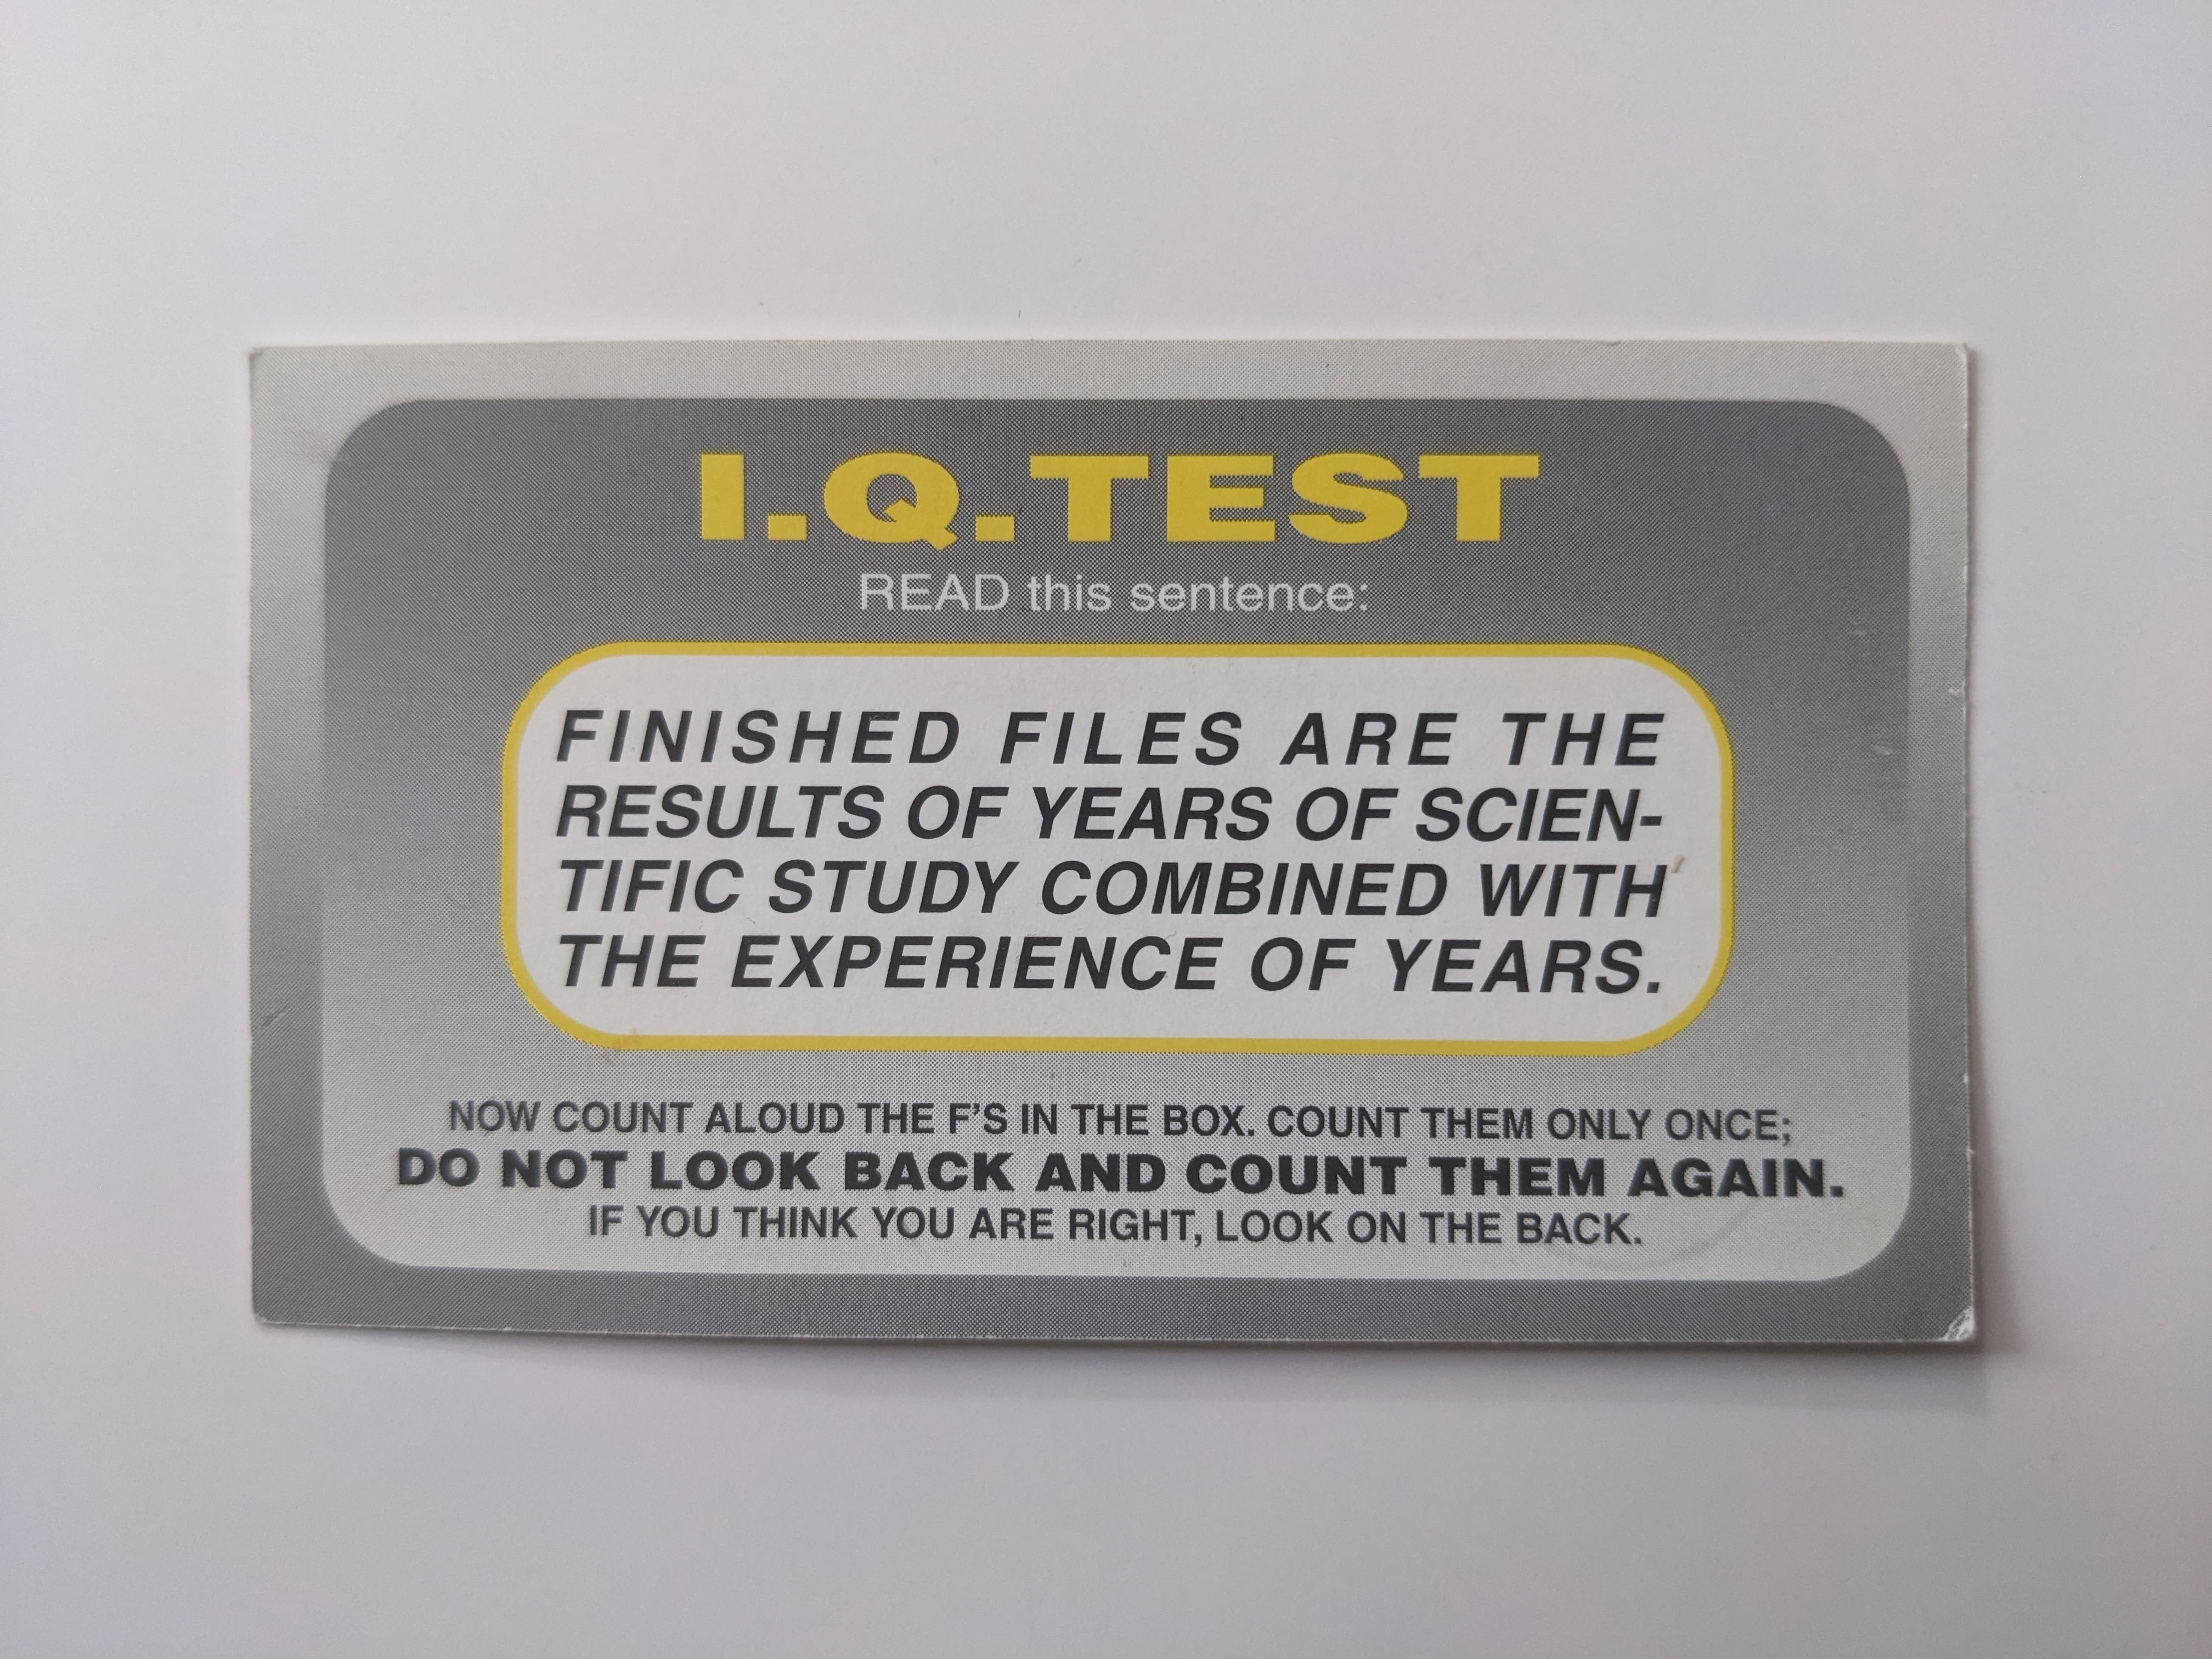 I.Q.TEST
READ this sentence:
FINISHED FILES ARE THE
RESULTS OF YEARS OF SCIEN-
TIFIC STUDY COMBINED WITH
THE EXPERIENCE OF YEARS.
NOW COUNT ALOUD THE F'S IN THE BOX. COUNT THEM ONLY ONCE;
DO NOT LOOK BACK AND COUNT THEM AGAIN.
IF YOU THINK YOU ARE RIGHT, LOOK ON THE BACK.